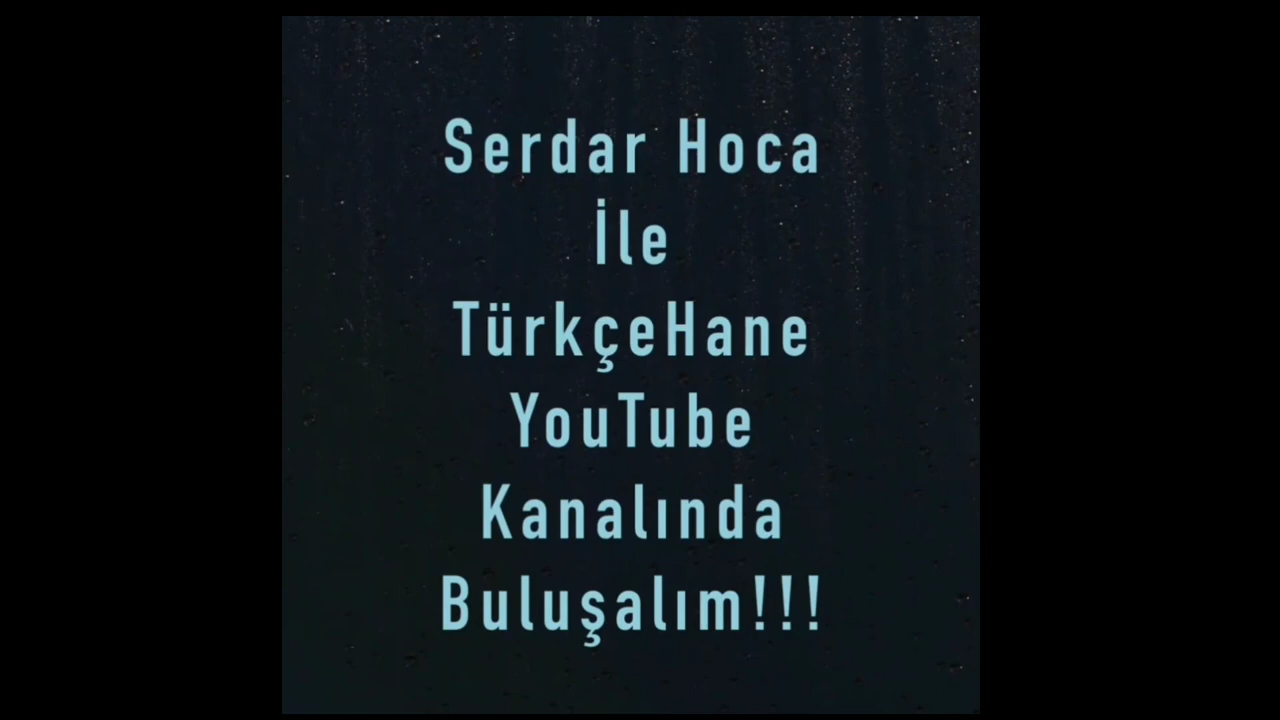 Serdar Hoca
İle
TürkçeHane
YouTube
Kanalında
Buluşalım!!!